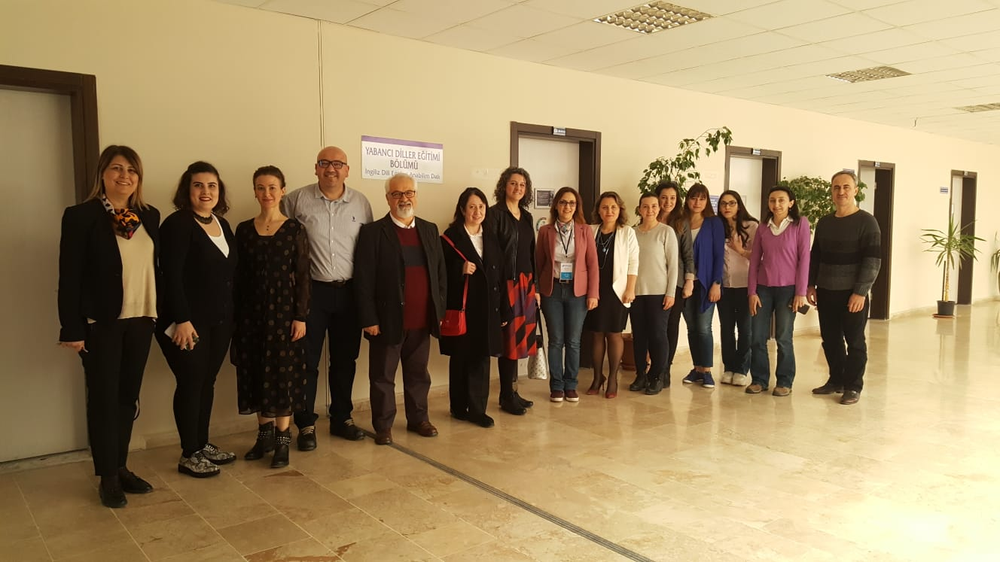 YABANCI DİLLER EĞİTİMİ
BÖLÜMÜ
İngiliz Dili Eğitimi Anabilim Dalı